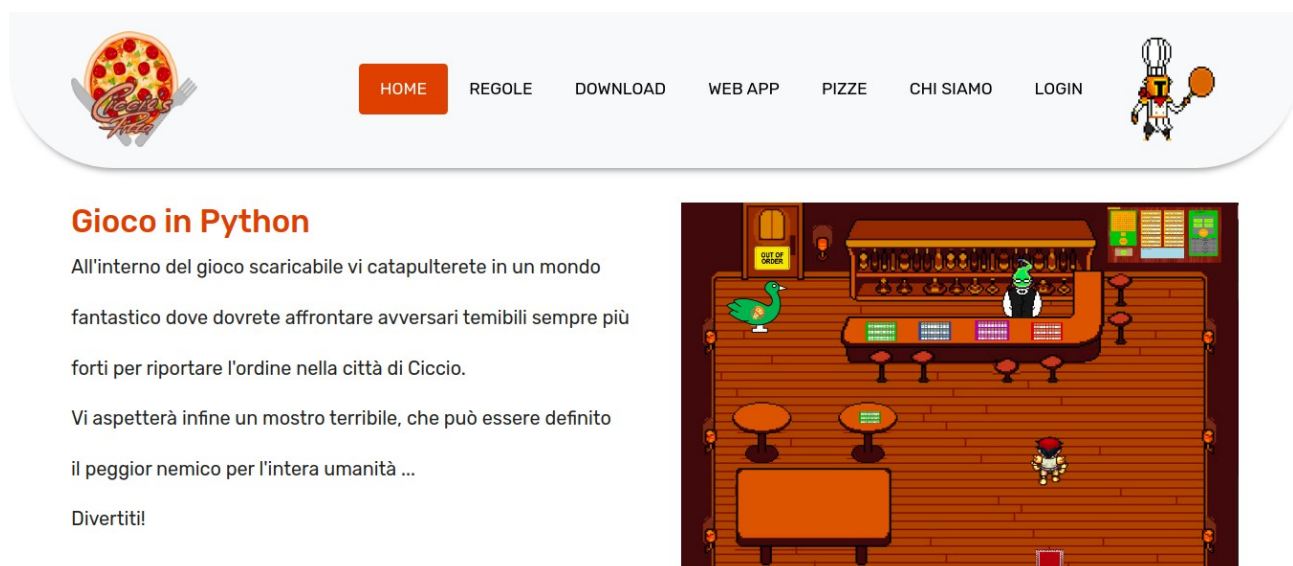 Ciccio's
Pizza
HOME REGOLE DOWNLOAD WEB APP PIZZE CHI SIAMO LOGIN
T
Gioco in Python
All'interno del gioco scaricabile vi catapulterete in un mondo
fantastico dove dovrete affrontare avversari temibili sempre più
forti per riportare l'ordine nella città di Ciccio.
Vi aspetterà infine un mostro terribile, che può essere definito
il peggior nemico per l'intera umanità ...
Divertiti!
OUT OF
ORDER